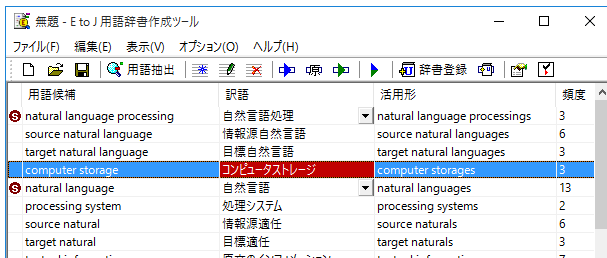 無題 - E to J 用語辞書作成ツール
ファイル(F) 編集(E) 表示(V) オプション(O) ヘルプ(H)
用語抽出 辞書登録
用語候補 訳語 活用形 頻度
natural language processing 自然言語処理 natural language processings 3
source natural language 情報源自然言語 source natural languages 6
target natural language 目標自然言語 target natural languages 3
computer storage コンピュータストレージ computer storages 3
natural language 自然言語 natural languages 13
processing system 処理システム processing systems 2
source natural 情報源適任 source naturals 6
target natural 目標適任 target naturals 3